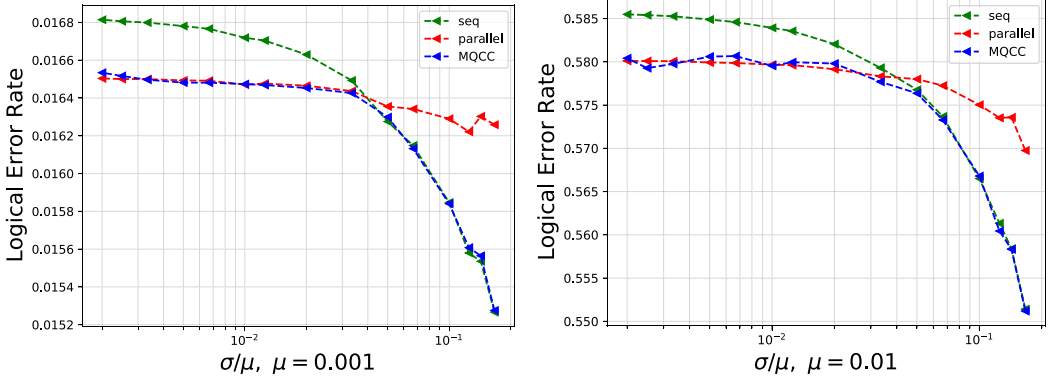 Logical Error Rate
0.0168
0.0166
0.0164
0.0162
0.0160
0.0158
0.0156
0.0154
0.0152
seq
parallel
MQCC
10⁻²
10⁻¹
σ/μ, μ = 0.001
Logical Error Rate
0.585
0.580
0.575
0.570
0.565
0.560
0.555
0.550
seq
parallel
MQCC
10⁻²
10⁻¹
σ/μ, μ = 0.01